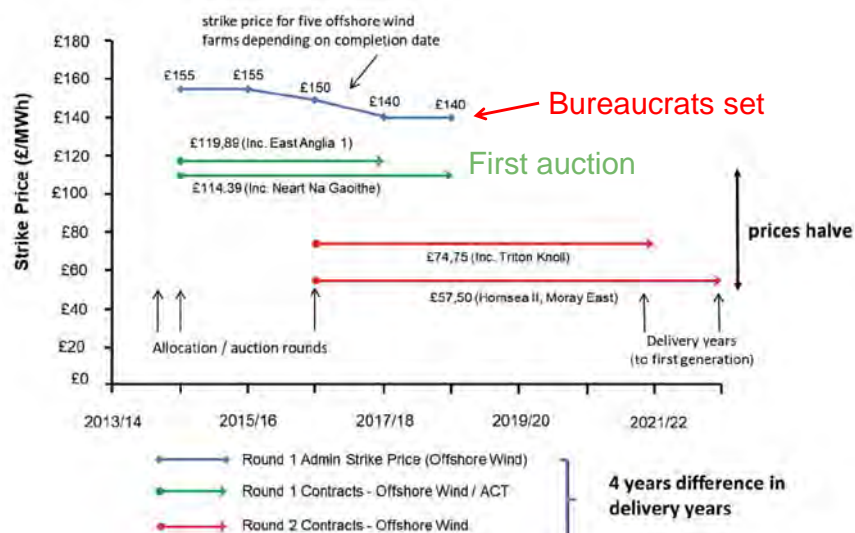 strike price for five offshore wind
farms depending on completion date
£180
£160
£140
£120
£100
£80
£60
£40
£20
£0
Strike Price (£/MWh)
£155
£155
£150
£140
£140
Bureaucrats set
£119,89 (Inc. East Anglia 1)
First auction
£114.39 (Inc. Neart Na Gaoithe)
prices halve
£74,75 (Inc. Triton Knoll)
£57,50 (Hornsea II, Moray East)
Allocation / auction rounds
Delivery years
(to first generation)
2013/14
2015/16
2017/18
2019/20
2021/22
Round 1 Admin Strike Price (Offshore Wind)
Round 1 Contracts - Offshore Wind / ACT
Round 2 Contracts - Offshore Wind
4 years difference in
delivery years